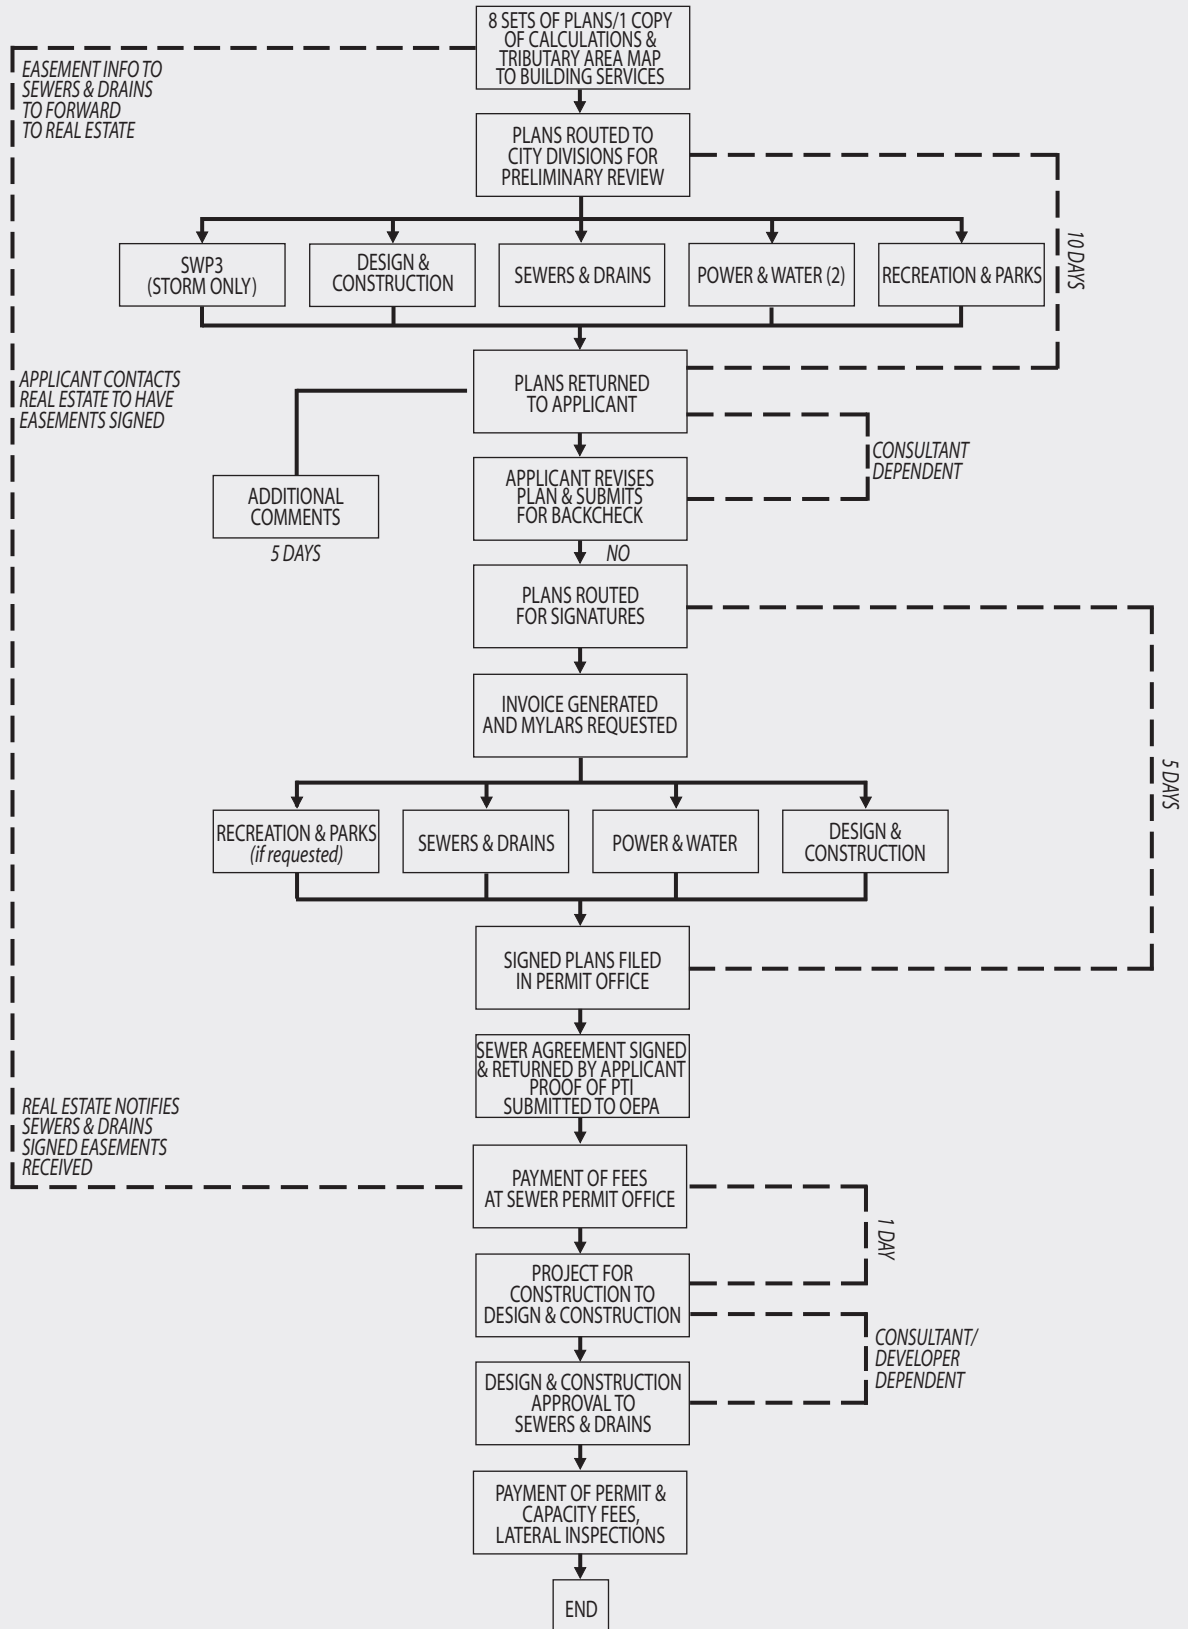 8 SETS OF PLANS/1 COPY
OF CALCULATIONS &
TRIBUTARY AREA MAP
TO BUILDING SERVICES
EASEMENT INFO TO
SEWERS & DRAINS
TO FORWARD
TO REAL ESTATE
PLANS ROUTED TO
CITY DIVISIONS FOR
PRELIMINARY REVIEW
10 DAYS
SWP3
(STORM ONLY)
DESIGN &
CONSTRUCTION
SEWERS & DRAINS
POWER & WATER (2)
RECREATION & PARKS
APPLICANT CONTACTS
REAL ESTATE TO HAVE
EASEMENTS SIGNED
PLANS RETURNED
TO APPLICANT
CONSULTANT
DEPENDENT
APPLICANT REVISES
PLAN & SUBMITS
FOR BACKCHECK
ADDITIONAL
COMMENTS
5 DAYS
NO
PLANS ROUTED
FOR SIGNATURES
INVOICE GENERATED
AND MYLARS REQUESTED
5 DAYS
RECREATION & PARKS
(if requested)
SEWERS & DRAINS
POWER & WATER
DESIGN &
CONSTRUCTION
SIGNED PLANS FILED
IN PERMIT OFFICE
SEWER AGREEMENT SIGNED
& RETURNED BY APPLICANT
PROOF OF PTI
SUBMITTED TO OEPA
REAL ESTATE NOTIFIES
SEWERS & DRAINS
SIGNED EASEMENTS
RECEIVED
PAYMENT OF FEES
AT SEWER PERMIT OFFICE
1 DAY
PROJECT FOR
CONSTRUCTION TO
DESIGN & CONSTRUCTION
CONSULTANT/
DEVELOPER
DEPENDENT
DESIGN & CONSTRUCTION
APPROVAL TO
SEWERS & DRAINS
PAYMENT OF PERMIT &
CAPACITY FEES,
LATERAL INSPECTIONS
END